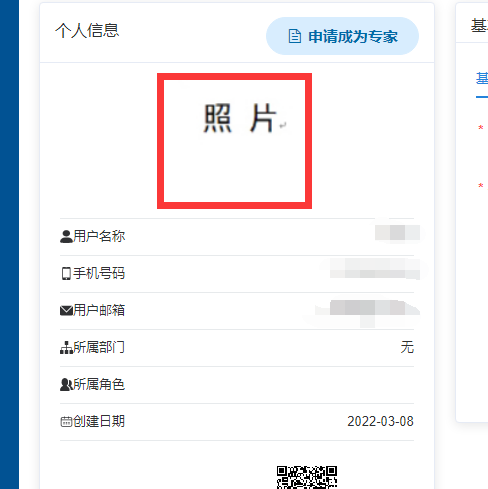 个人信息
申请成为专家
照 片
用户名称
手机号码
用户邮箱
所属部门 无
所属角色
创建日期 2022-03-08
基
基
*
*